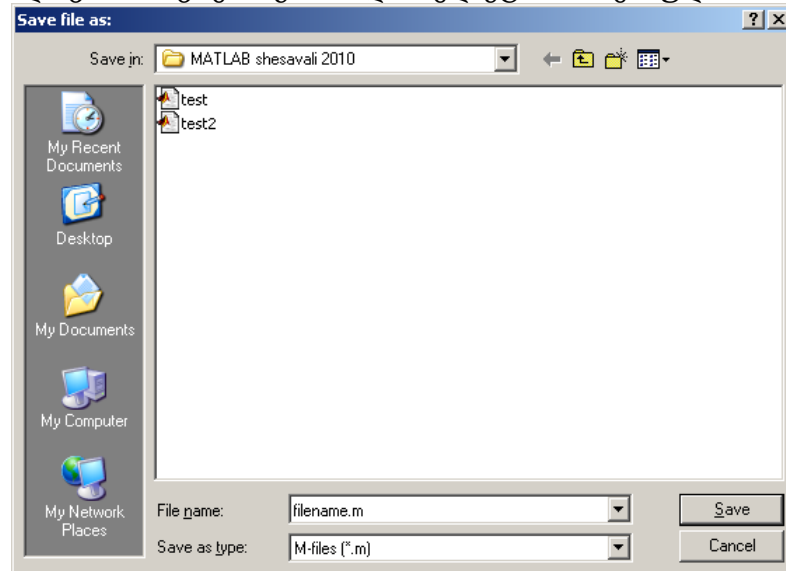 Save file as:
Save in: MATLAB shesavali 2010
test
test2
My Recent
Documents
Desktop
My Documents
My Computer
My Network
Places
File name: filename.m Save
Save as type: M-files (*.m) Cancel